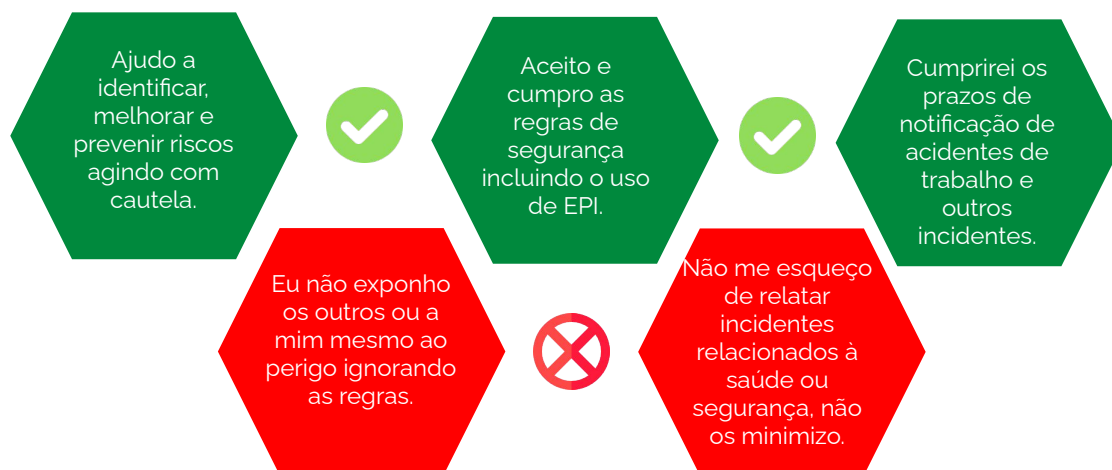 Ajudo a
identificar,
melhorar e
prevenir riscos
agindo com
cautela.
Aceito e
cumpro as
regras de
segurança
incluindo o uso
de EPI.
Cumprirei os
prazos de
notificação de
acidentes de
trabalho e
outros
incidentes.
Eu não exponho
os outros ou a
mim mesmo ao
perigo ignorando
as regras.
Não me esqueço
de relatar
incidentes
relacionados à
saúde ou
segurança, não
os minimizo.